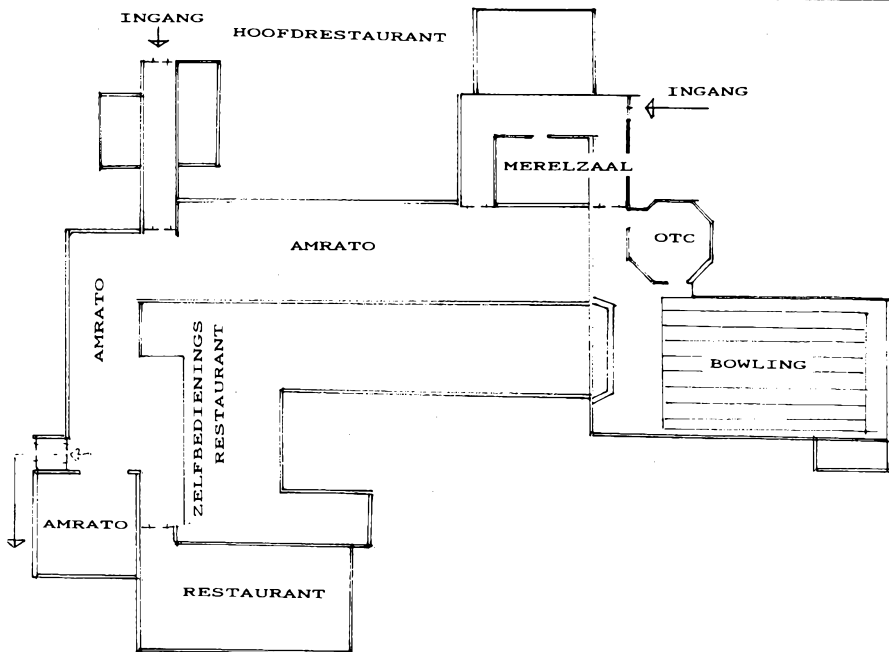 INGANG
HOOFDRESTAURANT
INGANG
MERELZAAL
OTC
AMRATO
AMRATO
ZELFBEDIENINGS
RESTAURANT
BOWLING
AMRATO
RESTAURANT